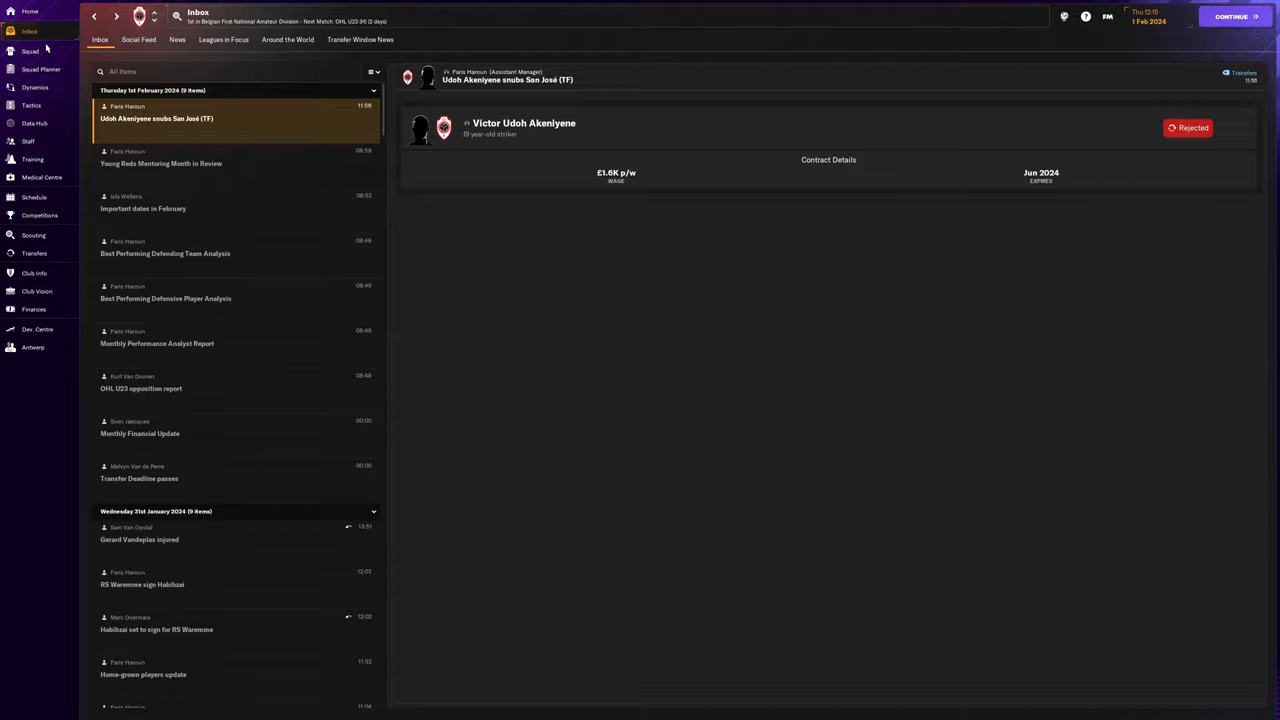 Home
Inbox
Squad
Squad Planner
Dynamics
Tactics
Data Hub
Staff
Training
Medical Centre
Schedule
Competitions
Scouting
Transfers
Club Info
Club Vision
Finances
Dev. Centre
Antwerp
Inbox
1st in Belgian First National Amateur Division - Next Match: OHL U23 (H) (2 days)
FM
Thu 12:15
1 Feb 2024
CONTINUE
Inbox Social Feed News Leagues in Focus Around the World Transfer Window News
All Items
Thursday 1st February 2024 (9 items)
Faris Haroun 11:56
Udoh Akeniyene snubs San José (TF)
Faris Haroun 08:59
Young Reds Mentoring Month in Review
Isla Wellens 08:52
Important dates in February
Faris Haroun 08:49
Best Performing Defending Team Analysis
Faris Haroun 08:49
Best Performing Defensive Player Analysis
Faris Haroun 08:49
Monthly Performance Analyst Report
Kurt Van Dooren 08:48
OHL U23 opposition report
Sven Jaecques 00:00
Monthly Financial Update
Melvyn Van de Perre 00:00
Transfer Deadline passes
Wednesday 31st January 2024 (9 items)
Sam Van Opstal 13:51
Gerard Vandeplas injured
Faris Haroun 12:03
RS Waremme sign Habibzai
Marc Overmars 12:02
Habibzai set to sign for RS Waremme
Faris Haroun 11:52
Home-grown players update
Faris Haroun 11:04
Faris Haroun (Assistant Manager)
Udoh Akeniyene snubs San José (TF)
Transfers
11:56
Victor Udoh Akeniyene
19 year-old striker
Rejected
Contract Details
£1.6K p/w
WAGE
Jun 2024
EXPIRES